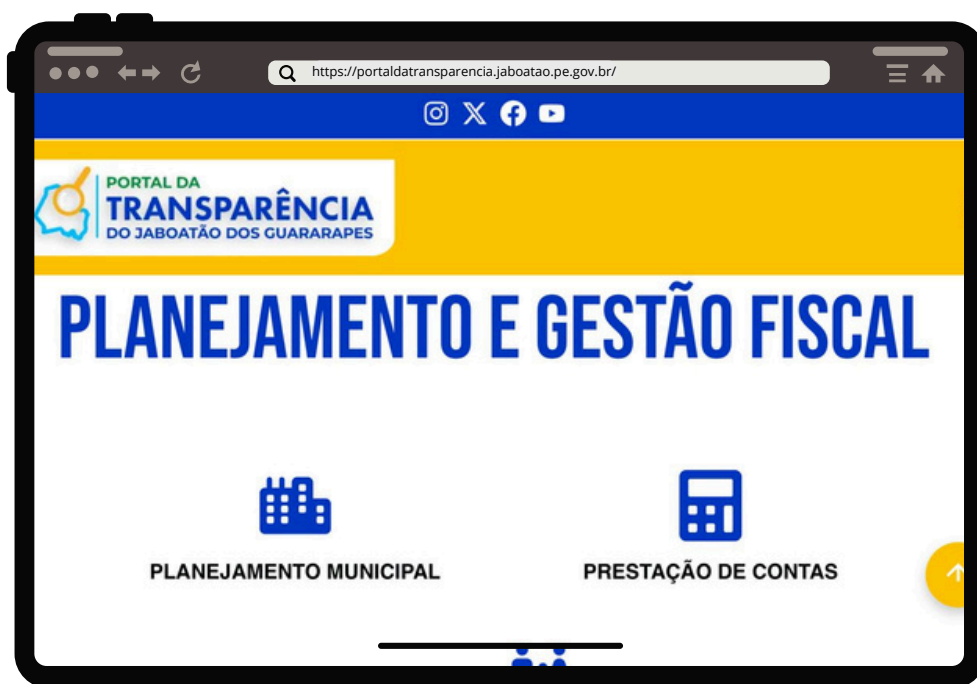 https://portaldatransparencia.jaboatao.pe.gov.br/
PORTAL DA
TRANSPARÊNCIA
DO JABOATÃO DOS GUARARAPES
PLANEJAMENTO E GESTÃO FISCAL
PLANEJAMENTO MUNICIPAL
PRESTAÇÃO DE CONTAS